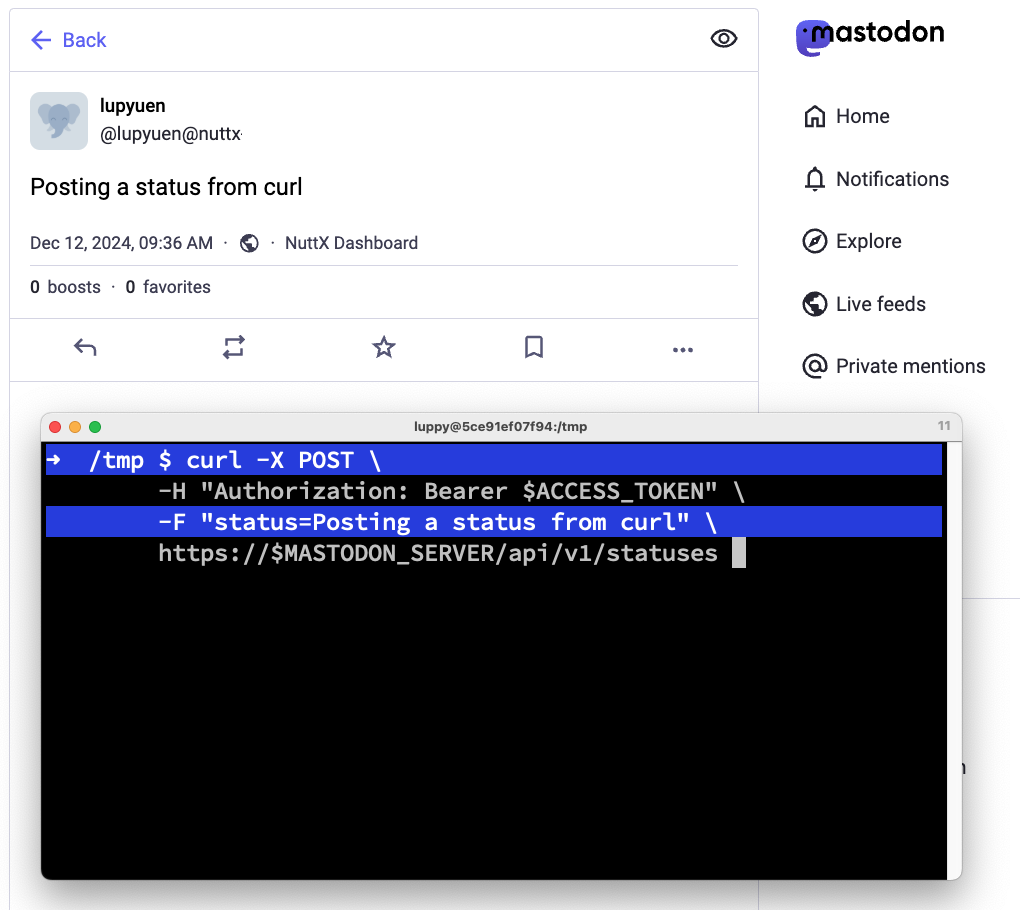 Back
lupyuen
@lupyuen@nuttx
Posting a status from curl
Dec 12, 2024, 09:36 AM · · NuttX Dashboard
0 boosts · 0 favorites
mastodon
Home
Notifications
Explore
Live feeds
Private mentions
luppy@5ce91ef07f94:/tmp 11
➜ /tmp $ curl -X POST \
-H "Authorization: Bearer $ACCESS_TOKEN" \
-F "status=Posting a status from curl" \
https://$MASTODON_SERVER/api/v1/statuses